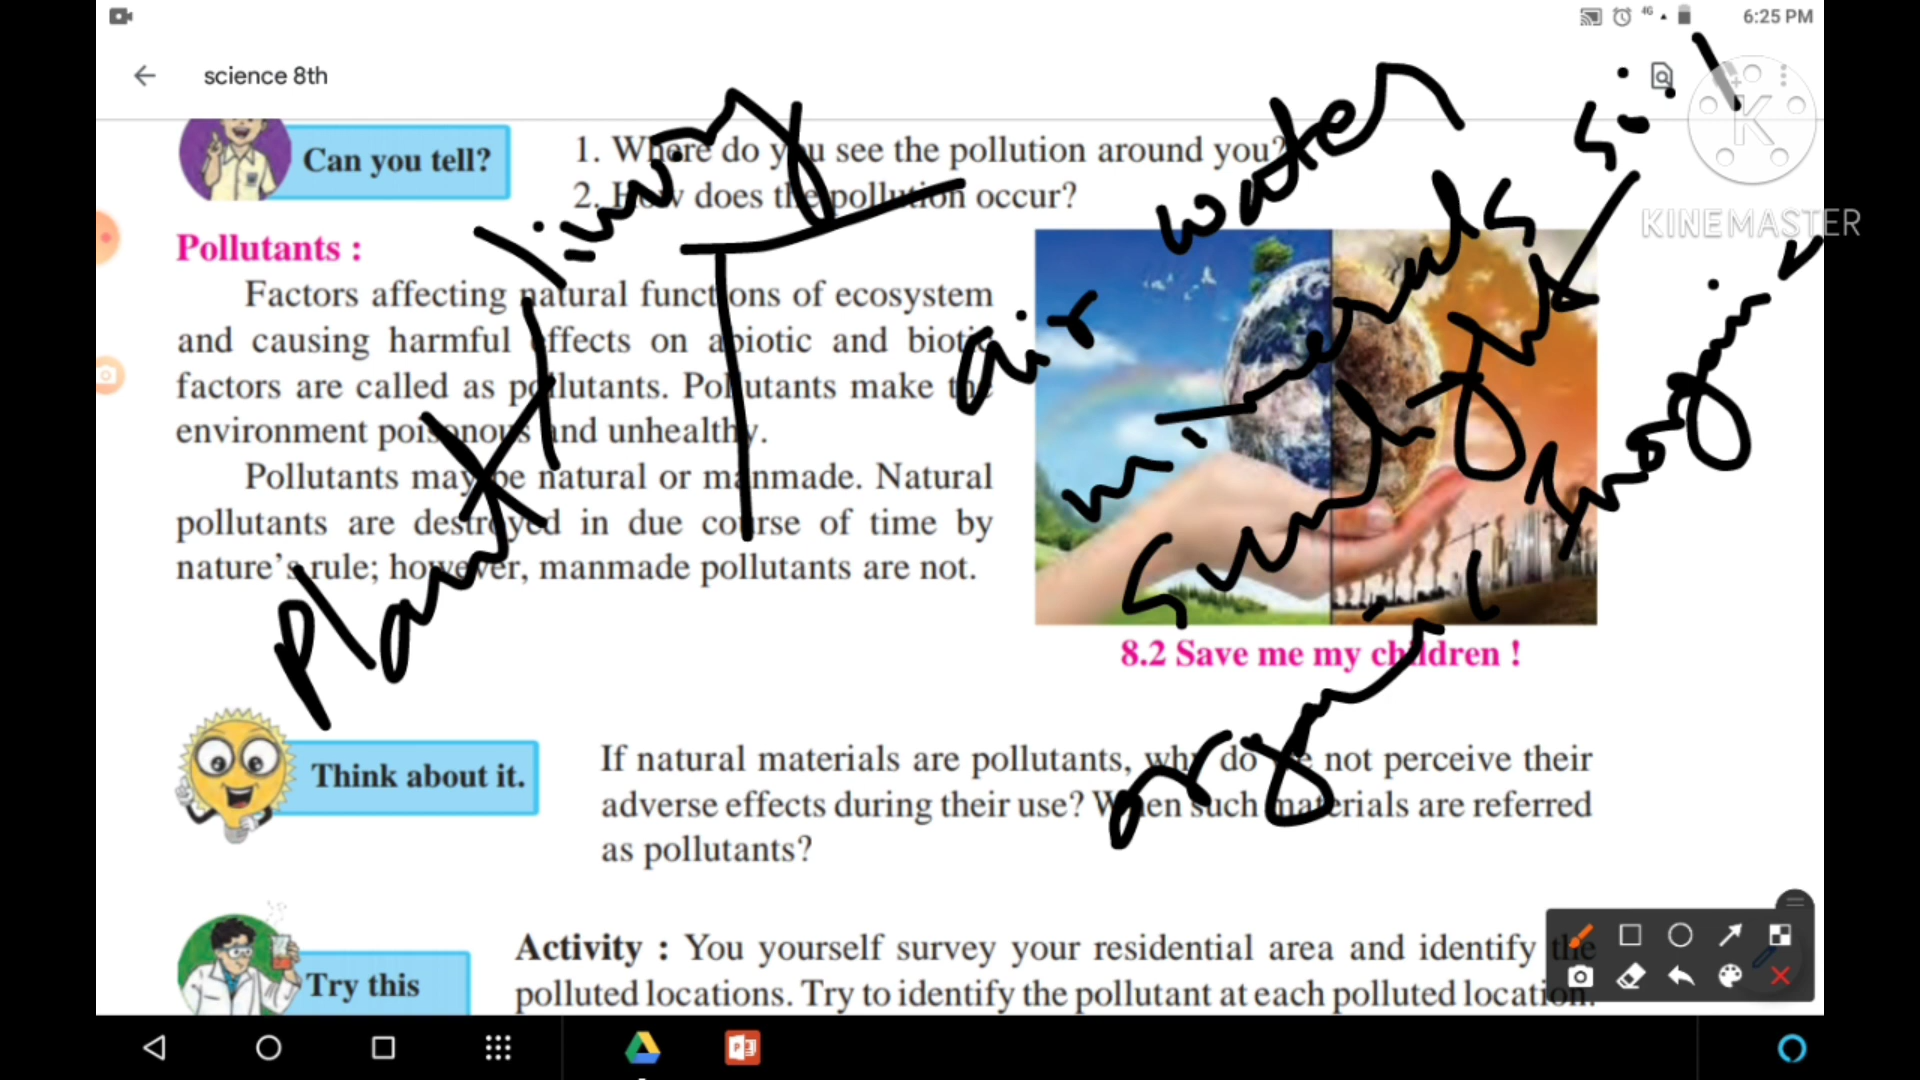 6:25 PM
4G
science 8th
Can you tell?
1. Where do you see the pollution around you?
2. How does the pollution occur?
KINEMASTER
Pollutants :
Factors affecting natural functions of ecosystem
and causing harmful effects on abiotic and biotic
factors are called as pollutants. Pollutants make the
environment poisonous and unhealthy.
Pollutants may be natural or manmade. Natural
pollutants are destroyed in due course of time by
nature's rule; however, manmade pollutants are not.
living
plant
air
water
minerals
sunlight
soil
organi
Inorgani
8.2 Save me my children !
Think about it.
If natural materials are pollutants, why do we not perceive their
adverse effects during their use? When such materials are referred
as pollutants?
Try this
Activity : You yourself survey your residential area and identify the
polluted locations. Try to identify the pollutant at each polluted location.